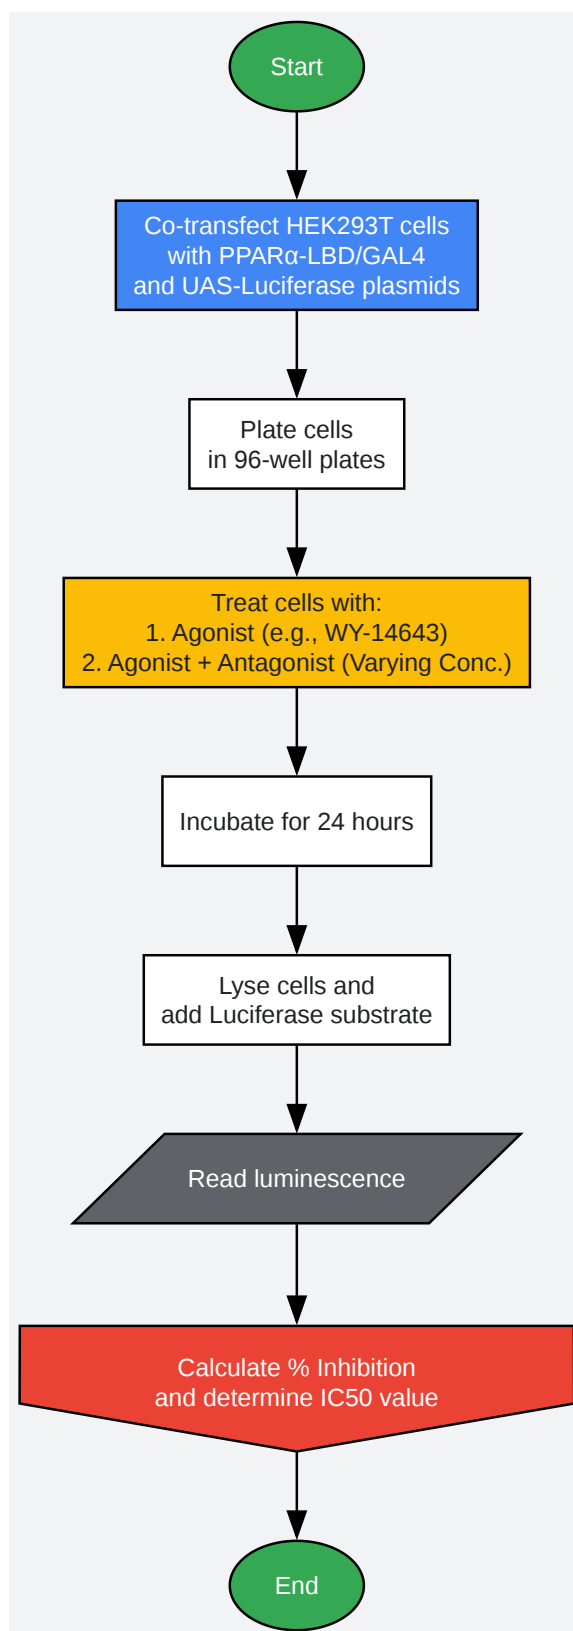 Start
Co-transfect HEK293T cells
with PPARα-LBD/GAL4
and UAS-Luciferase plasmids
Plate cells
in 96-well plates
Treat cells with:
1. Agonist (e.g., WY-14643)
2. Agonist + Antagonist (Varying Conc.)
Incubate for 24 hours
Lyse cells and
add Luciferase substrate
Read luminescence
Calculate % Inhibition
and determine IC50 value
End